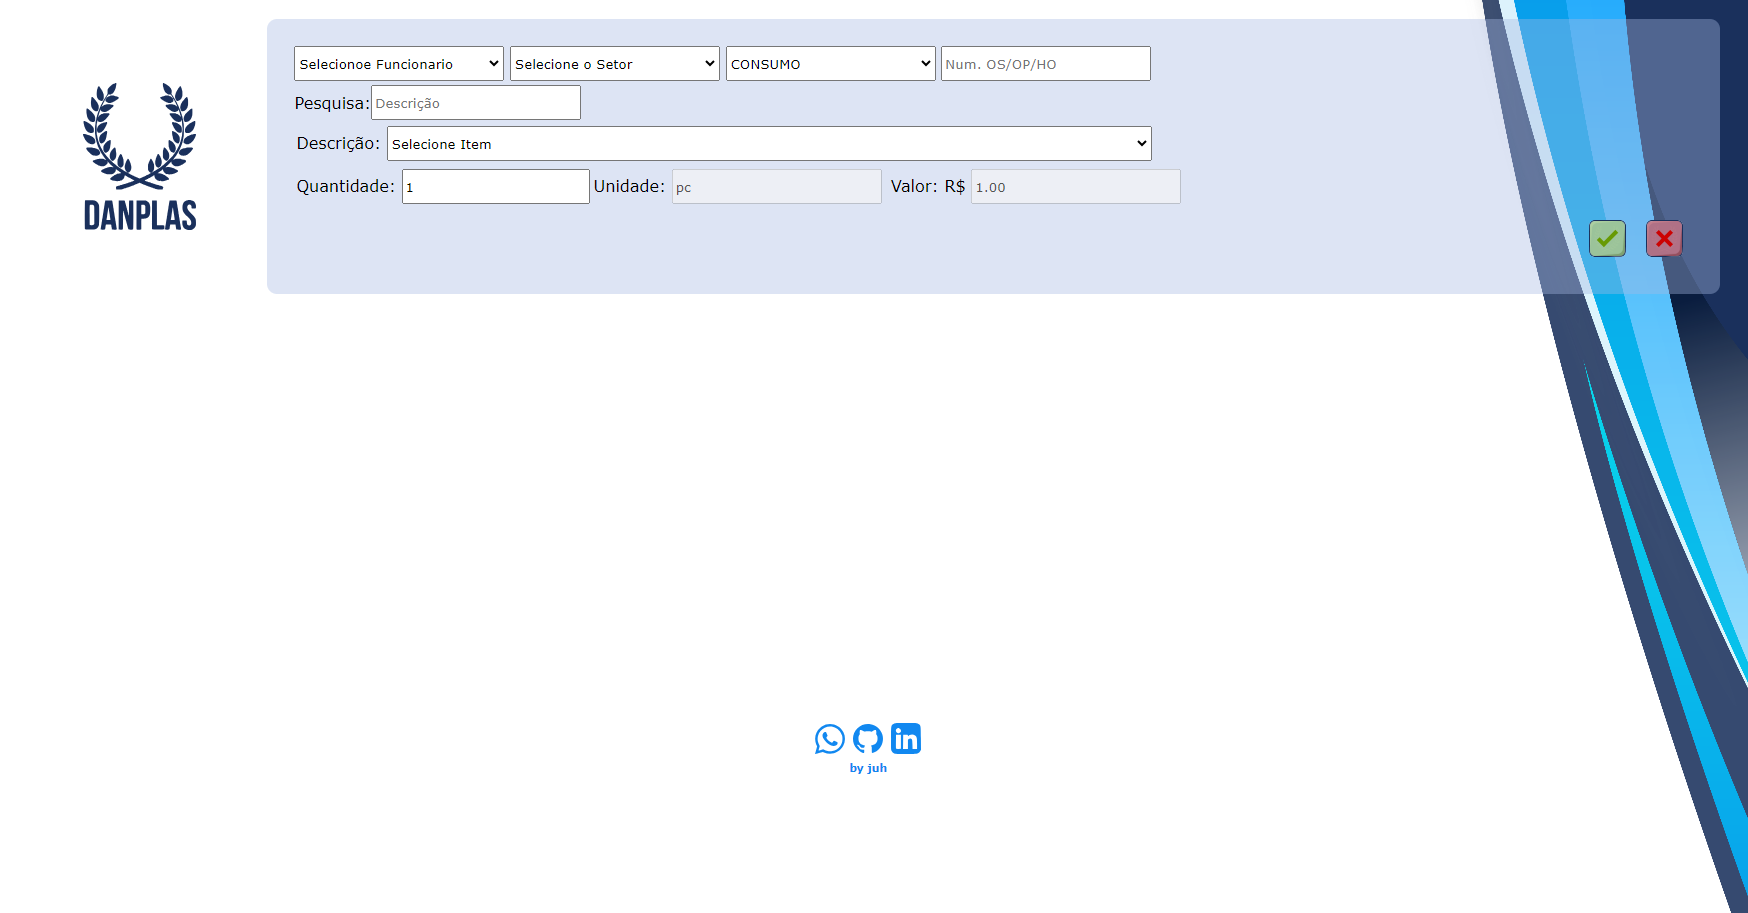 Selecionoe Funcionario Selecione o Setor CONSUMO Num. OS/OP/HO
Pesquisa: Descrição
Descrição: Selecione Item
Quantidade: 1 Unidade: pc Valor: R$ 1.00
DANPLAS
in
by juh